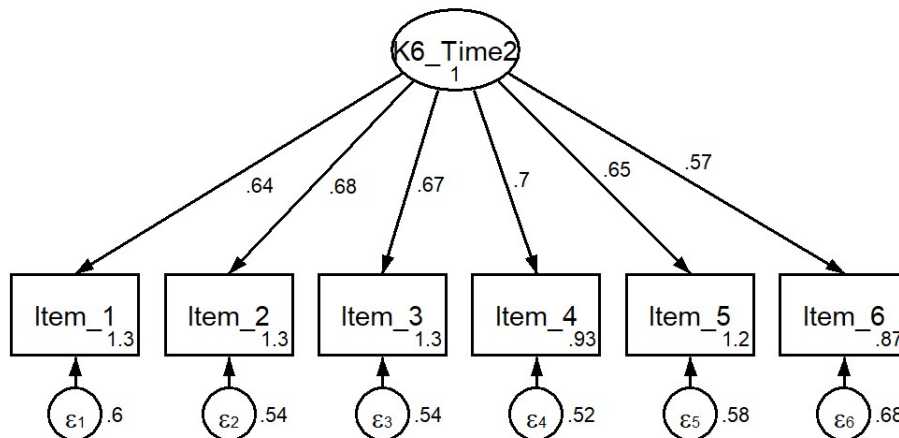 K6_Time2
1
.64
.68
.67
.7
.65
.57
Item_1
1.3
Item_2
1.3
Item_3
1.3
Item_4
.93
Item_5
1.2
Item_6
.87
ε1
.6
ε2
.54
ε3
.54
ε4
.52
ε5
.58
ε6
.68